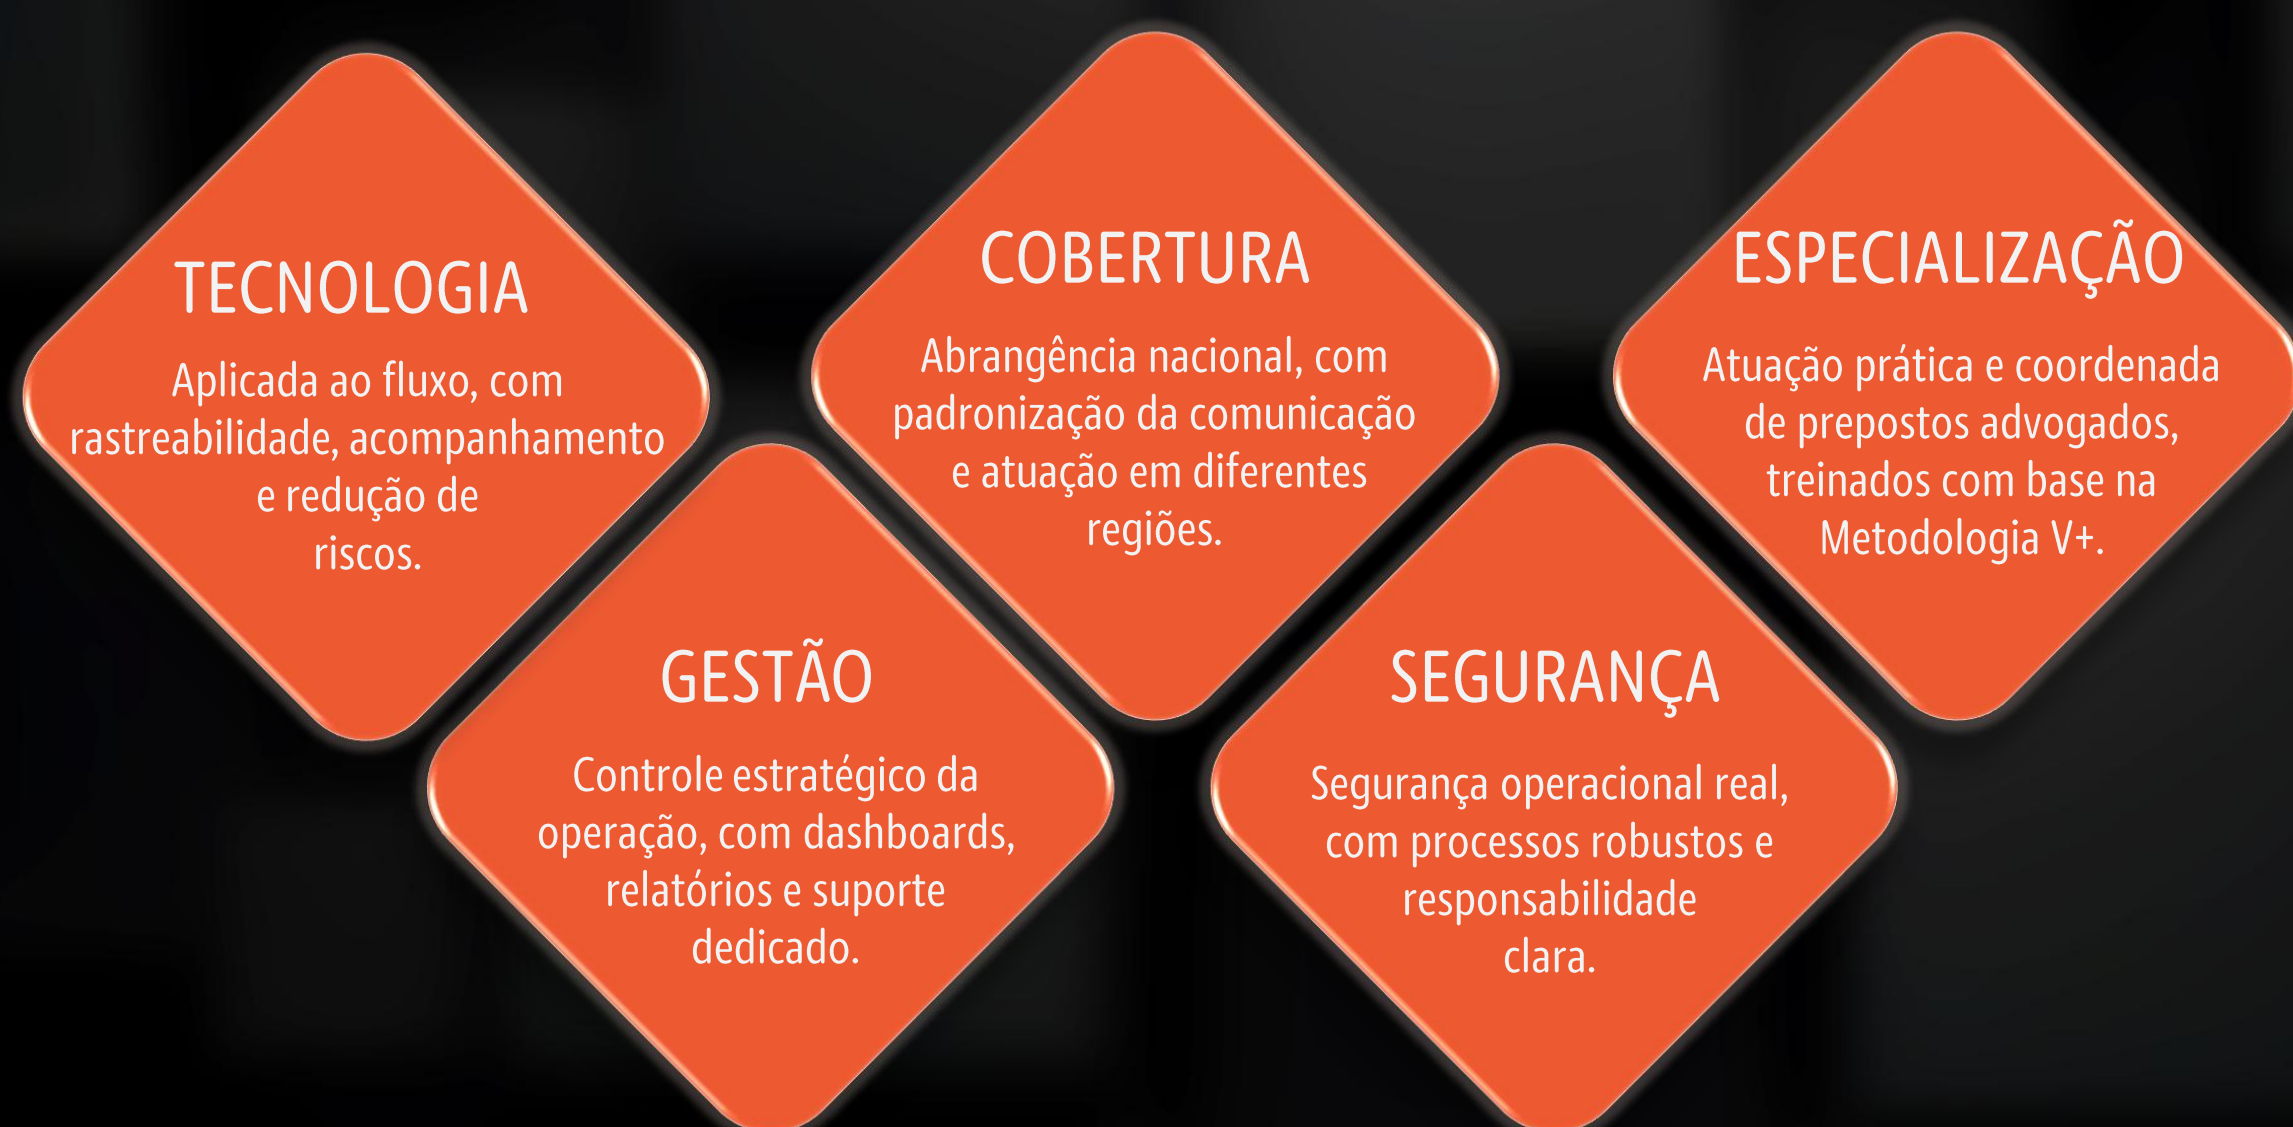 TECNOLOGIA
Aplicada ao fluxo, com
rastreabilidade, acompanhamento
e redução de
riscos.
COBERTURA
Abrangência nacional, com
padronização da comunicação
e atuação em diferentes
regiões.
ESPECIALIZAÇÃO
Atuação prática e coordenada
de prepostos advogados,
treinados com base na
Metodologia V+.
GESTÃO
Controle estratégico da
operação, com dashboards,
relatórios e suporte
dedicado.
SEGURANÇA
Segurança operacional real,
com processos robustos e
responsabilidade
clara.